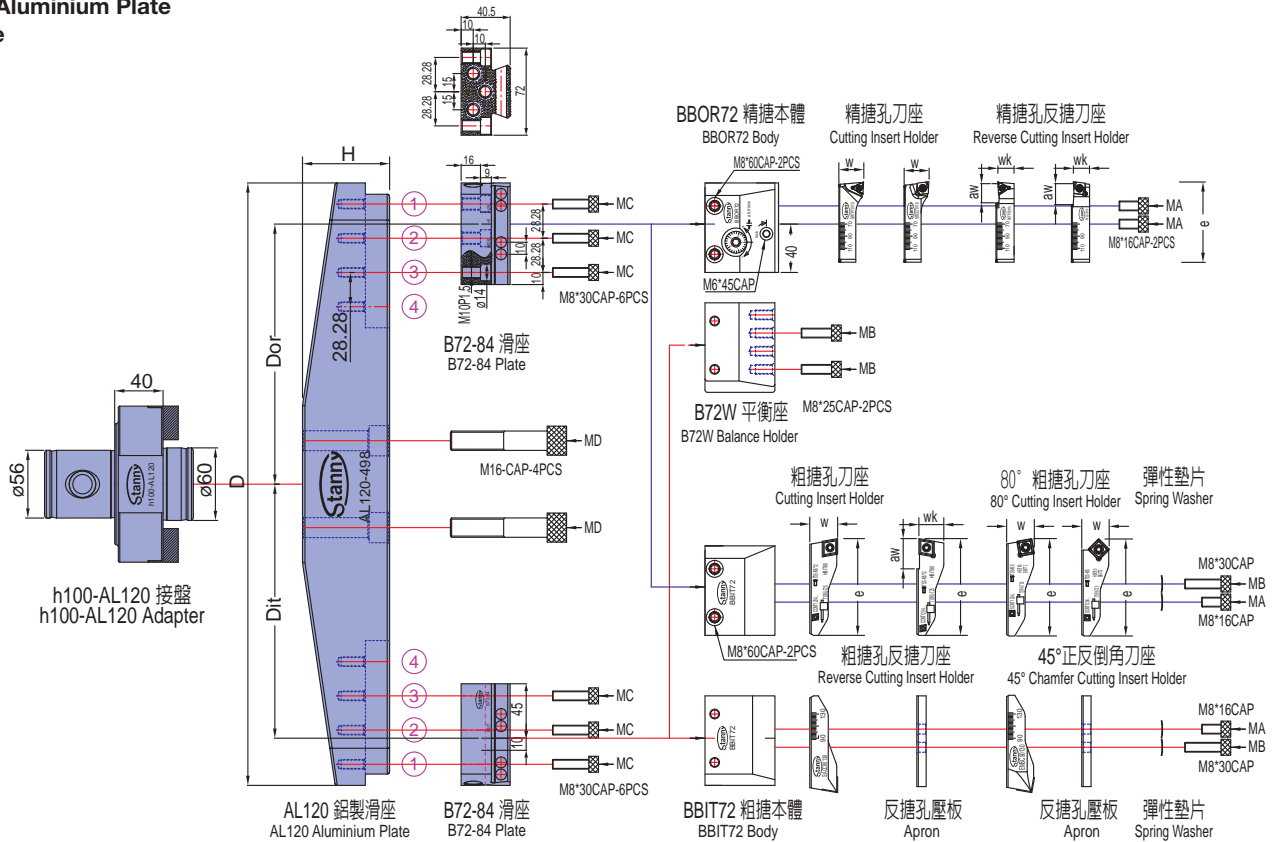 Aluminium Plate
e
40.5
10
10
28.28
28.28
15
15
72
H
16
9
28.28
28.28
10
10
M10P1.5
ø14
1
2
3
4
28.28
MC
MC
MC
M8*30CAP-6PCS
B72-84 滑座
B72-84 Plate
Dor
Dit
D
40
ø56
ø60
Stanny
h100-AL120
h100-AL120 接盤
h100-AL120 Adapter
Stanny
AL120-498
MD
M16-CAP-4PCS
MD
4
3
2
1
45
10
MC
MC
MC
M8*30CAP-6PCS
AL120 鋁製滑座
AL120 Aluminium Plate
B72-84 滑座
B72-84 Plate
BBOR72 精搪本體
BBOR72 Body
M8*60CAP-2PCS
Stanny
BBOR72
40
M6*45CAP
精搪孔刀座
Cutting Insert Holder
w
w
精搪孔反搪刀座
Reverse Cutting Insert Holder
wk
wk
aw
aw
e
MA
MA
M8*16CAP-2PCS
MB
MB
M8*25CAP-2PCS
B72W 平衡座
B72W Balance Holder
粗搪孔刀座
Cutting Insert Holder
80° 粗搪孔刀座
80° Cutting Insert Holder
彈性墊片
Spring Washer
w
wk
w
w
aw
e
e
e
e
Stanny
BBIT72
M8*60CAP-2PCS
M8*30CAP
MB
MA
M8*16CAP
粗搪孔反搪刀座
Reverse Cutting Insert Holder
45°正反倒角刀座
45° Chamfer Cutting Insert Holder
Stanny
BBIT72
130
90
Stanny
130
90
Stanny
M8*16CAP
MA
MB
M8*30CAP
BBIT72 粗搪本體
BBIT72 Body
反搪孔壓板
Apron
反搪孔壓板
Apron
彈性墊片
Spring Washer